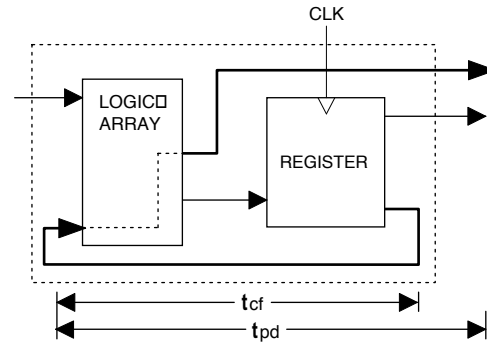 CLK
LOGIC□
ARRAY
REGISTER
tcf
tpd